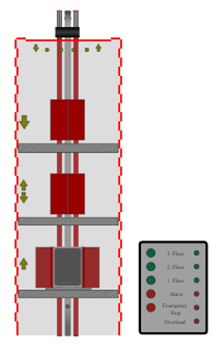 3. Floor
2. Floor
1. Floor
Alarm
Emergency
Stop
Overload